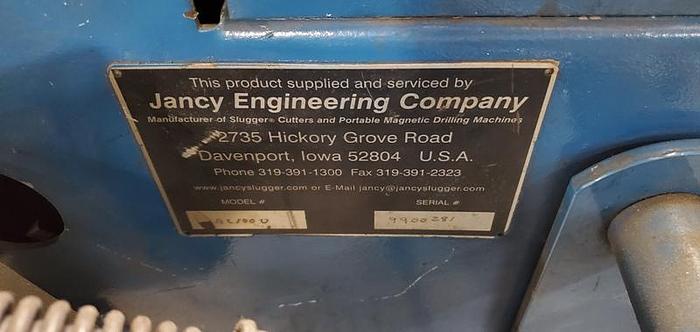 This product supplied and serviced by
Jancy Engineering Company
Manufacturer of Slugger® Cutters and Portable Magnetic Drilling Machines
2735 Hickory Grove Road
Davenport, Iowa 52804 U.S.A.
Phone 319-391-1300 Fax 319-391-2323
www.jancyslugger.com or E-Mail jancy@jancyslugger.com
MODEL # SERIAL #
9900281